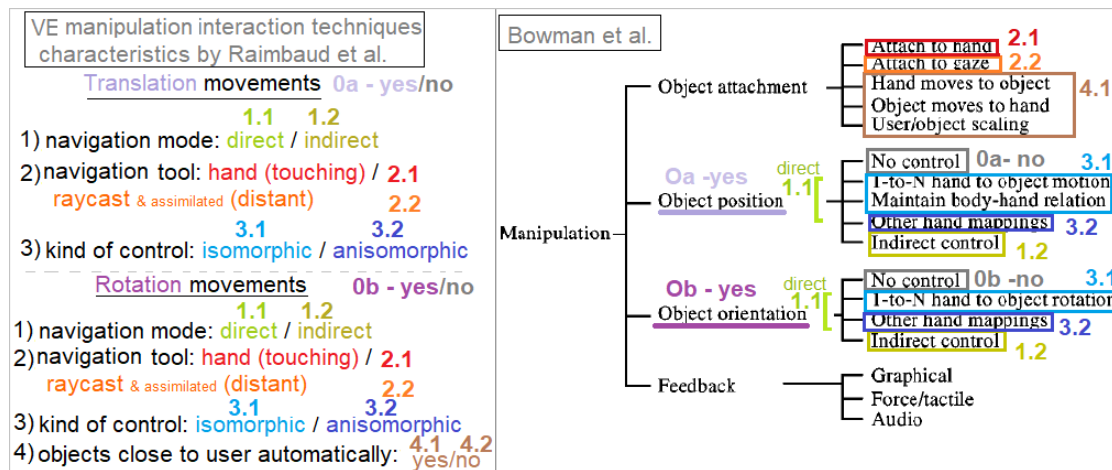 VE manipulation interaction techniques
characteristics by Raimbaud et al.
Translation movements 0a - yes/no
1.1 1.2
1) navigation mode: direct / indirect
2) navigation tool: hand (touching) / 2.1
raycast & assimilated (distant) 2.2
3.1 3.2
3) kind of control: isomorphic / anisomorphic
Rotation movements 0b - yes/no
1.1 1.2
1) navigation mode: direct / indirect
2) navigation tool: hand (touching) / 2.1
raycast & assimilated (distant) 2.2
3.1 3.2
3) kind of control: isomorphic / anisomorphic
4) objects close to user automatically: 4.1 4.2
yes/no
Bowman et al.
Manipulation
Object attachment
Attach to hand 2.1
Attach to gaze 2.2
Hand moves to object
Object moves to hand
User/object scaling
4.1
Oa -yes
Object position
direct
1.1
No control 0a- no
3.1
1-to-N hand to object motion
Maintain body-hand relation
Other hand mappings 3.2
Indirect control 1.2
Ob - yes
Object orientation
direct
1.1
No control 0b -no
3.1
1-to-N hand to object rotation
Other hand mappings 3.2
Indirect control 1.2
Feedback
Graphical
Force/tactile
Audio